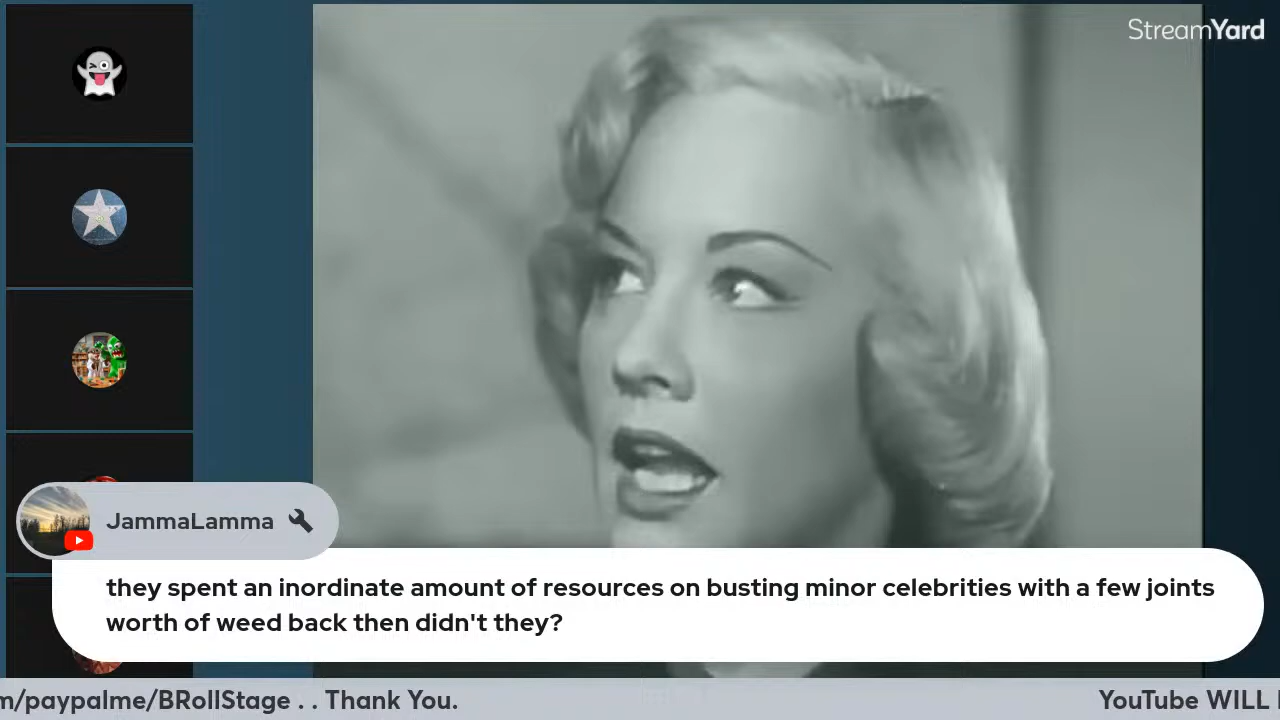 StreamYard
JammaLamma
they spent an inordinate amount of resources on busting minor celebrities with a few joints
worth of weed back then didn't they?
m/paypalme/BRollStage . . Thank You.
YouTube WILL